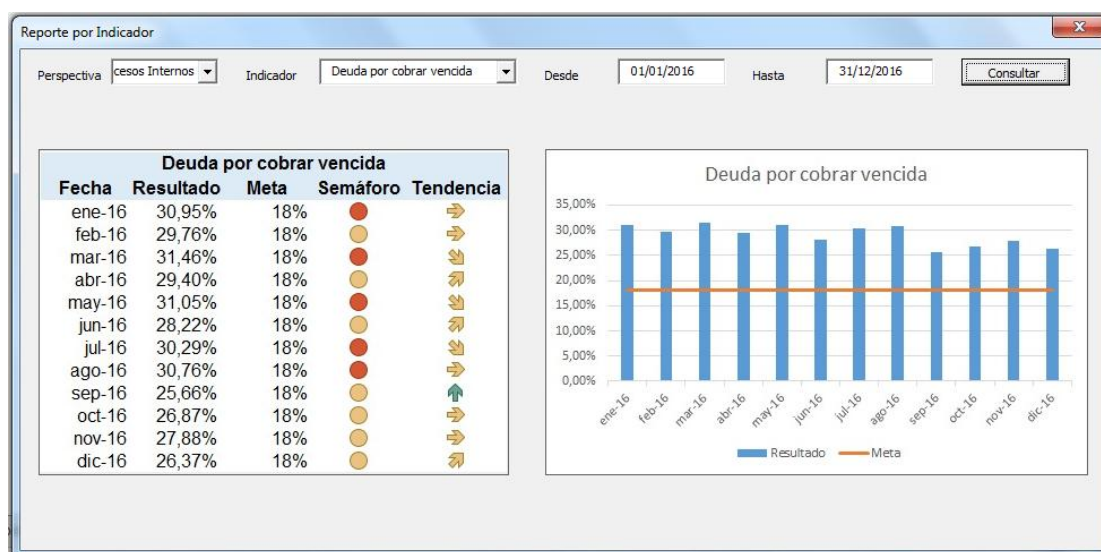 Reporte por Indicador
Perspectiva cesos Internos Indicador Deuda por cobrar vencida Desde 01/01/2016 Hasta 31/12/2016 Consultar
Deuda por cobrar vencida
Fecha Resultado Meta Semáforo Tendencia
ene-16 30,95% 18%
feb-16 29,76% 18%
mar-16 31,46% 18%
abr-16 29,40% 18%
may-16 31,05% 18%
jun-16 28,22% 18%
jul-16 30,29% 18%
ago-16 30,76% 18%
sep-16 25,66% 18%
oct-16 26,87% 18%
nov-16 27,88% 18%
dic-16 26,37% 18%
Deuda por cobrar vencida
35,00%
30,00%
25,00%
20,00%
15,00%
10,00%
5,00%
0,00%
ene-16 feb-16 mar-16 abr-16 may-16 jun-16 jul-16 ago-16 sep-16 oct-16 nov-16 dic-16
Resultado Meta